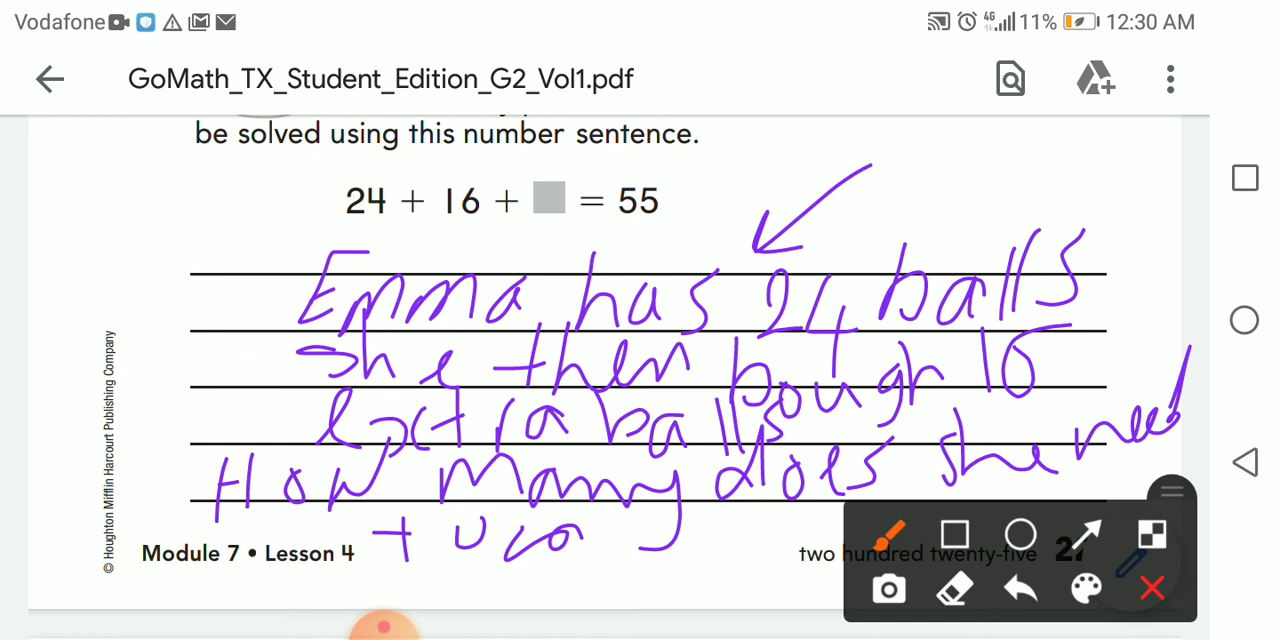 Vodafone 4G 11% 12:30 AM
GoMath_TX_Student_Edition_G2_Vol1.pdf
be solved using this number sentence.
24 + 16 + = 55
Emma has 24 balls
she then bough 16
extra balls
How many does she need
© Houghton Mifflin Harcourt Publishing Company
Module 7 • Lesson 4
two hundred twenty-five